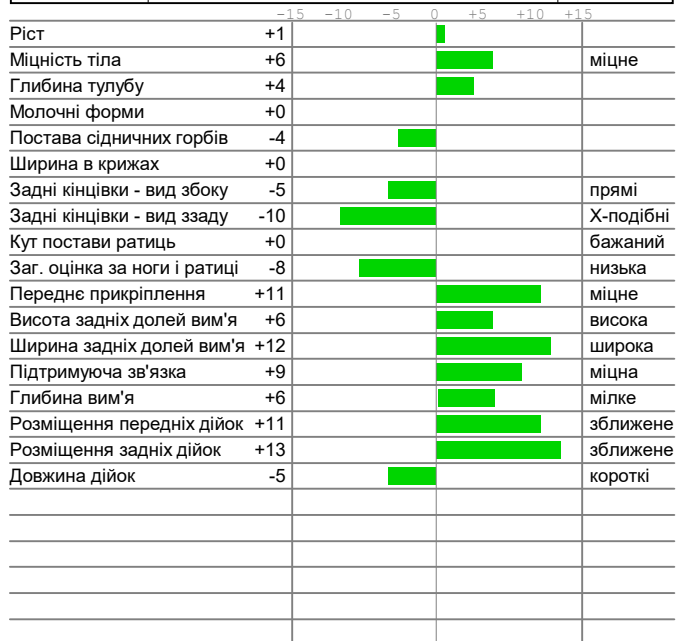 -15 -10 -5 0 +5 +10 +15
Ріст +1
Міцність тіла +6 міцне
Глибина тулубу +4
Молочні форми +0
Постава сідничних горбів -4
Ширина в крижах +0
Задні кінцівки - вид збоку -5 прямі
Задні кінцівки - вид ззаду -10 Х-подібні
Кут постави ратиць +0 бажаний
Заг. оцінка за ноги і ратиці -8 низька
Переднє прикріплення +11 міцне
Висота задніх долей вим'я +6 висока
Ширина задніх долей вим'я +12 широка
Підтримуюча зв'язка +9 міцна
Глибина вим'я +6 мілке
Розміщення передніх дійок +11 зближене
Розміщення задніх дійок +13 зближене
Довжина дійок -5 короткі